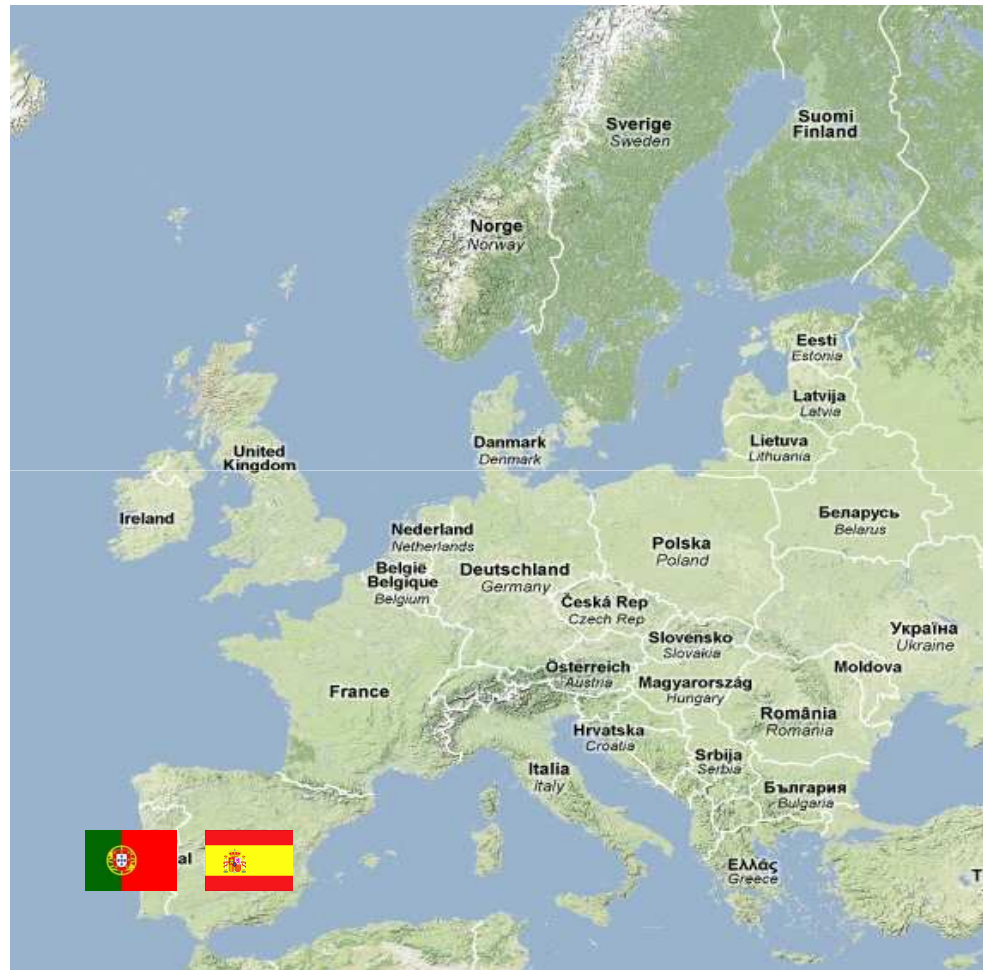 Sverige
Sweden
Suomi
Finland
Norge
Norway
Eesti
Estonia
Latvija
Latvia
Danmark
Denmark
Lietuva
Lithuania
United
Kingdom
Ireland
Беларусь
Belarus
Nederland
Netherlands
Polska
Poland
België
Belgique
Belgium
Deutschland
Germany
Česká Rep
Czech Rep
Україна
Ukraine
Slovensko
Slovakia
Österreich
Austria
Moldova
Magyarország
Hungary
France
România
Romania
Hrvatska
Croatia
Srbija
Serbia
Italia
Italy
България
Bulgaria
al
Ελλάς
Greece
T